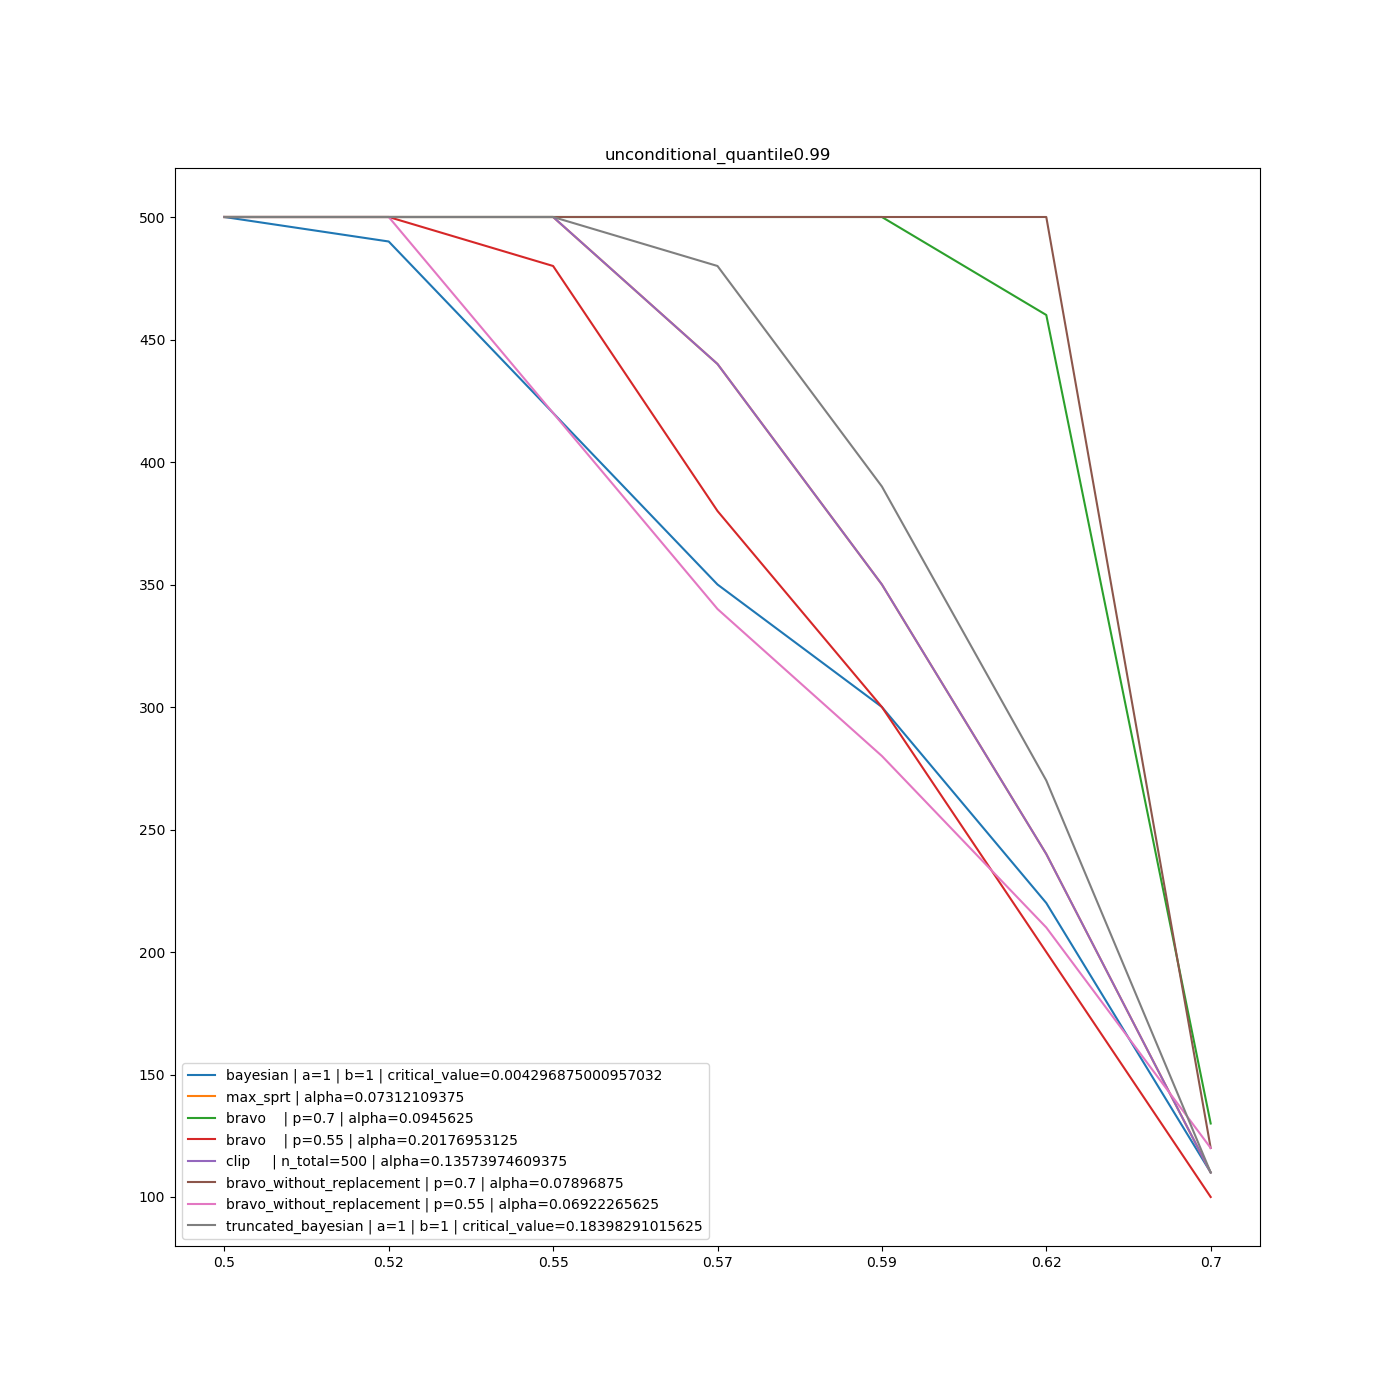 unconditional_quantile0.99
500
450
400
350
300
250
200
150
100
bayesian | a=1 | b=1 | critical_value=0.004296875000957032
max_sprt | alpha=0.07312109375
bravo    | p=0.7 | alpha=0.0945625
bravo    | p=0.55 | alpha=0.20176953125
clip     | n_total=500 | alpha=0.13573974609375
bravo_without_replacement | p=0.7 | alpha=0.07896875
bravo_without_replacement | p=0.55 | alpha=0.06922265625
truncated_bayesian | a=1 | b=1 | critical_value=0.18398291015625
0.5 0.52 0.55 0.57 0.59 0.62 0.7